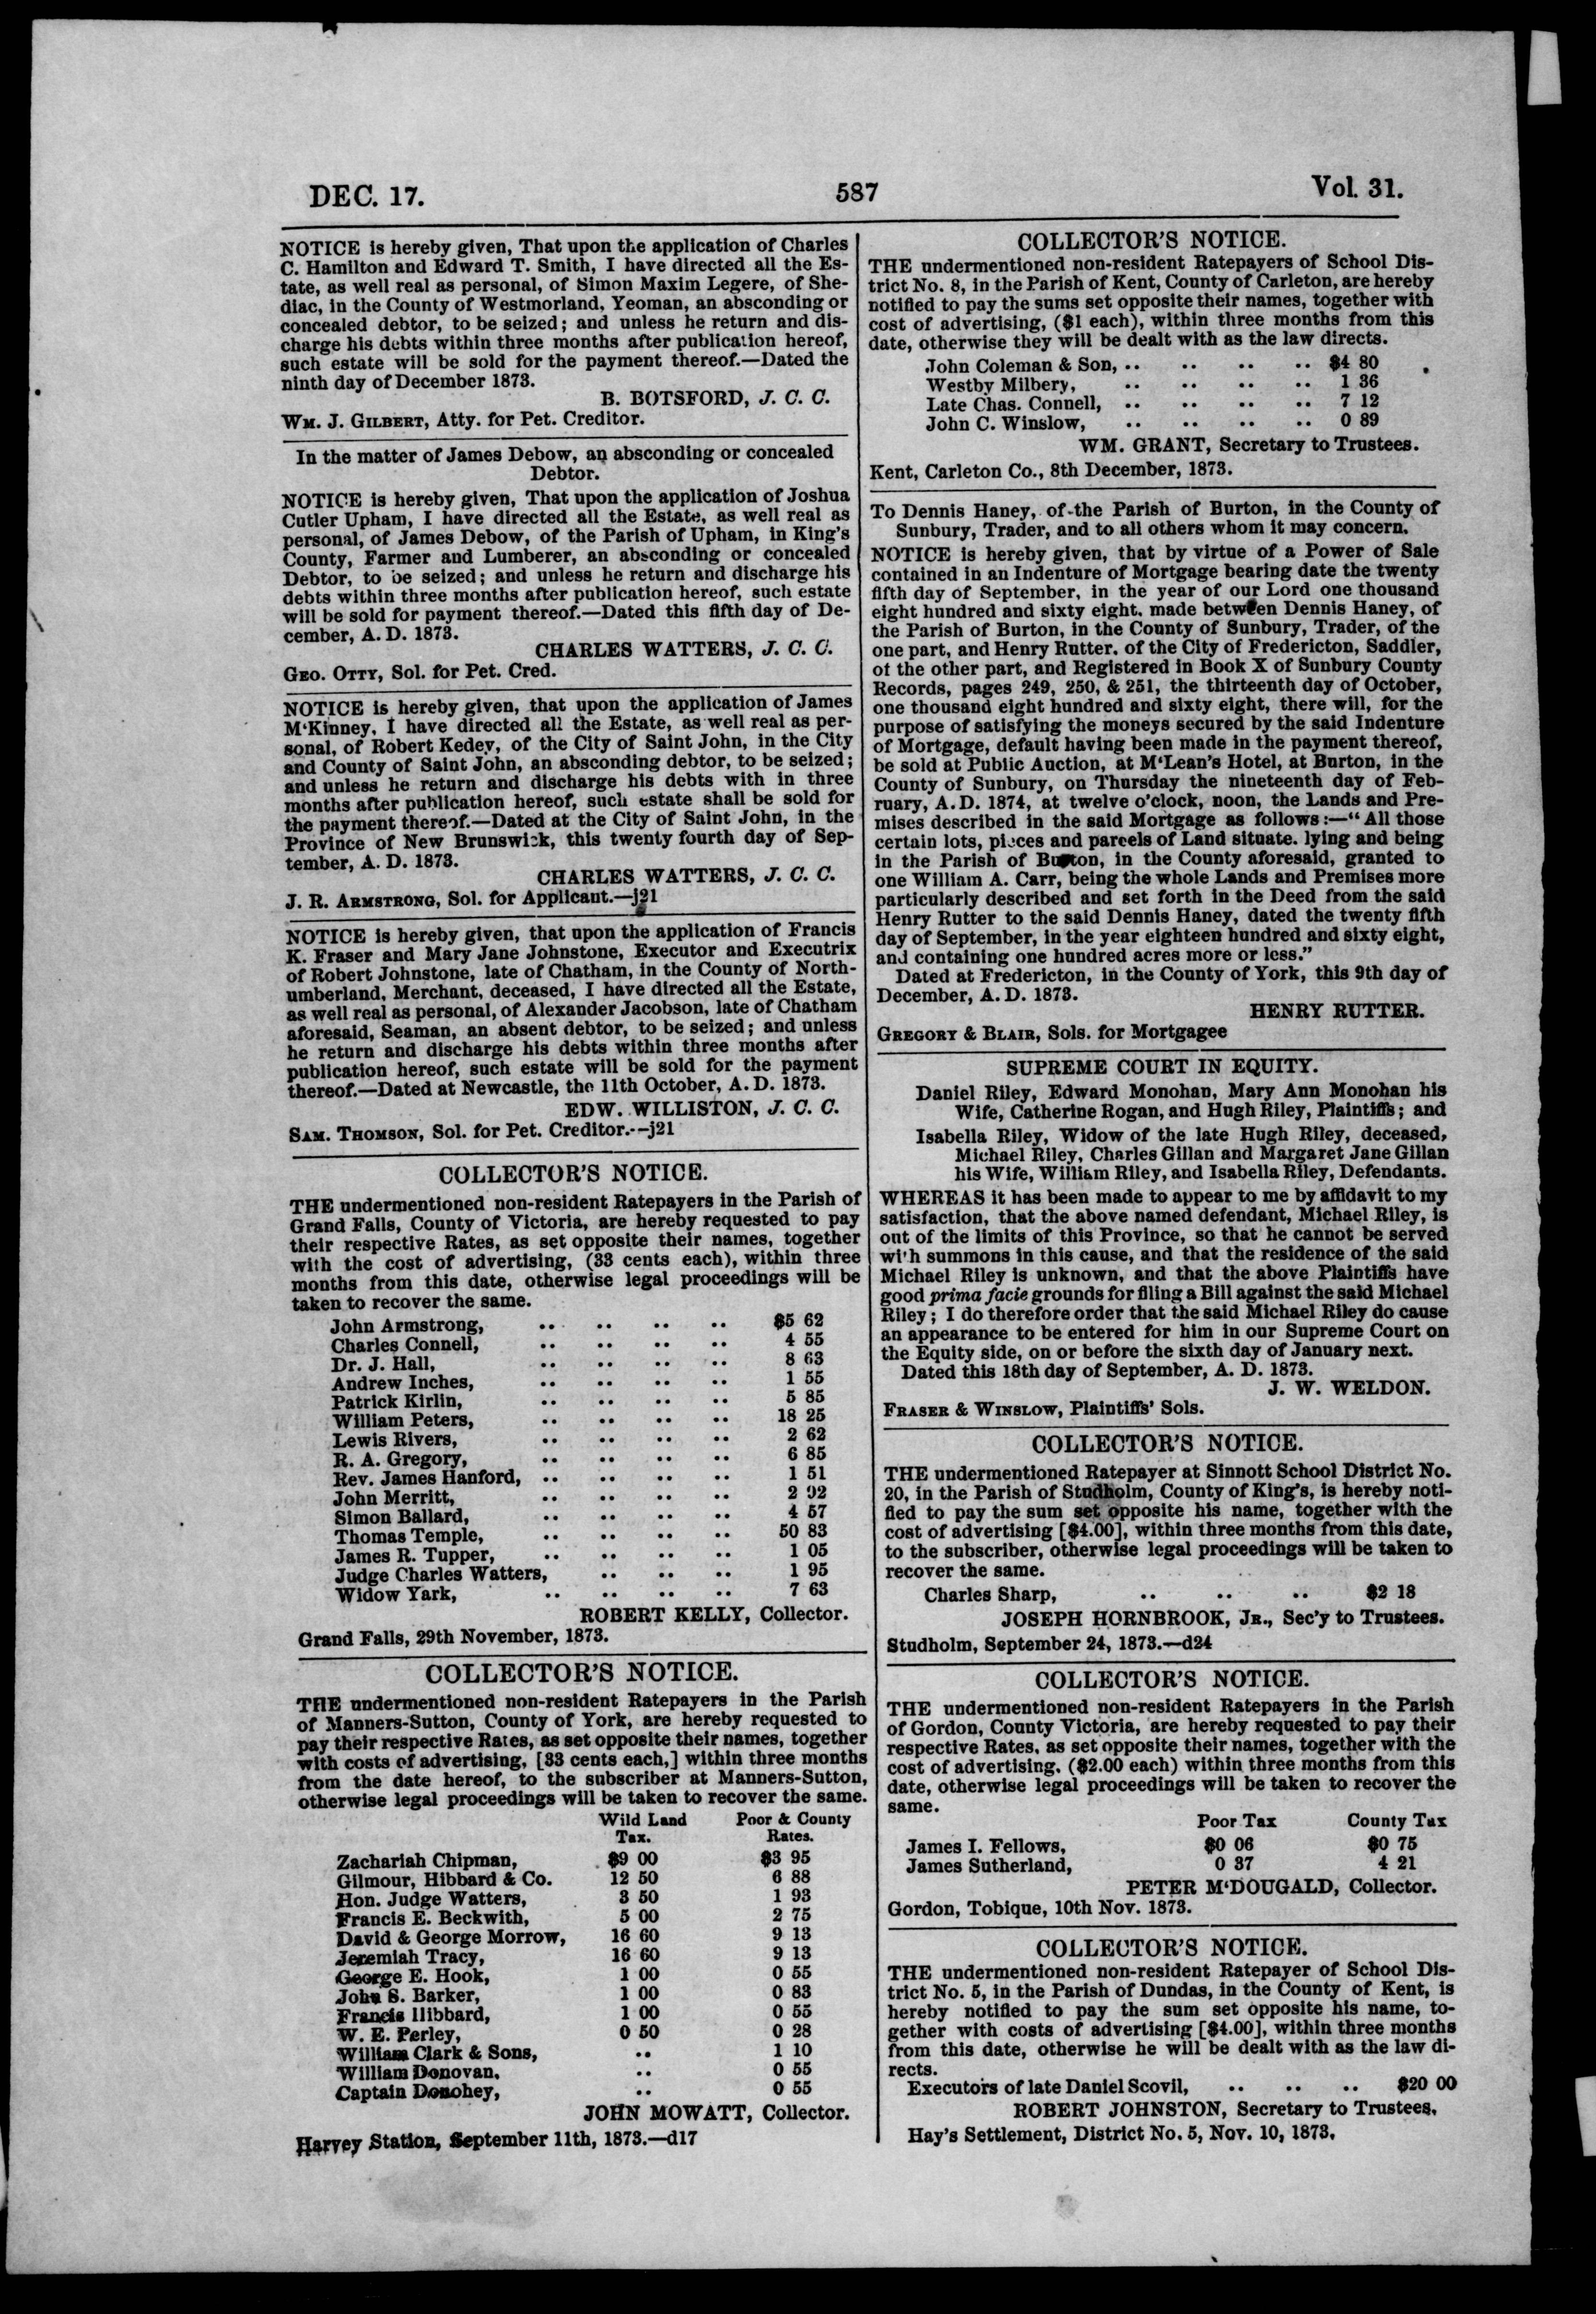 DEC. 17. 587 Vol. 31.
NOTICE is hereby given, That upon the application of Charles
C. Hamilton and Edward T. Smith, I have directed all the Es-
tate, as well real as personal, of Simon Maxim Legere, of She-
diac, in the County of Westmorland, Yeoman, an absconding or
concealed debtor, to be seized; and unless he return and dis-
charge his debts within three months after publication hereof,
such estate will be sold for the payment thereof.—Dated the
ninth day of December 1873.
B. BOTSFORD, J. C. C.
WM. J. GILBERT, Atty. for Pet. Creditor.
In the matter of James Debow, an absconding or concealed
Debtor.
NOTICE is hereby given, That upon the application of Joshua
Cutler Upham, I have directed all the Estate, as well real as
personal, of James Debow, of the Parish of Upham, in King's
County, Farmer and Lumberer, an absconding or concealed
Debtor, to be seized; and unless he return and discharge his
debts within three months after publication hereof, such estate
will be sold for payment thereof.—Dated this fifth day of De-
cember, A. D. 1873.
CHARLES WATTERS, J. C. C.
GEO. OTTY, Sol. for Pet. Cred.
NOTICE is hereby given, that upon the application of James
M'Kinney, I have directed all the Estate, as well real as per-
sonal, of Robert Kedey, of the City of Saint John, in the City
and County of Saint John, an absconding debtor, to be seized;
and unless he return and discharge his debts with in three
months after publication hereof, such estate shall be sold for
the payment thereof.—Dated at the City of Saint John, in the
Province of New Brunswick, this twenty fourth day of Sep-
tember, A. D. 1873.
CHARLES WATTERS, J. C. C.
J. R. ARMSTRONG, Sol. for Applicant.—j21
NOTICE is hereby given, that upon the application of Francis
K. Fraser and Mary Jane Johnstone, Executor and Executrix
of Robert Johnstone, late of Chatham, in the County of North-
umberland, Merchant, deceased, I have directed all the Estate,
as well real as personal, of Alexander Jacobson, late of Chatham
aforesaid, Seaman, an absent debtor, to be seized; and unless
he return and discharge his debts within three months after
publication hereof, such estate will be sold for the payment
thereof.—Dated at Newcastle, the 11th October, A. D. 1873.
EDW. WILLISTON, J. C. C.
SAM. THOMSON, Sol. for Pet. Creditor.--j21
COLLECTOR'S NOTICE.
THE undermentioned non-resident Ratepayers in the Parish of
Grand Falls, County of Victoria, are hereby requested to pay
their respective Rates, as set opposite their names, together
with the cost of advertising, (33 cents each), within three
months from this date, otherwise legal proceedings will be
taken to recover the same.
John Armstrong, .. .. .. .. $5 62
Charles Connell, .. .. .. .. 4 55
Dr. J. Hall, .. .. .. .. 8 63
Andrew Inches, .. .. .. .. 1 55
Patrick Kirlin, .. .. .. .. 5 85
William Peters, .. .. .. .. 18 25
Lewis Rivers, .. .. .. .. 2 62
R. A. Gregory, .. .. .. .. 6 85
Rev. James Hanford, .. .. .. .. 1 51
John Merritt, .. .. .. .. 2 92
Simon Ballard, .. .. .. .. 4 57
Thomas Temple, .. .. .. .. 50 83
James R. Tupper, .. .. .. .. 1 05
Judge Charles Watters, .. .. .. 1 95
Widow Yark, .. .. .. .. 7 63
ROBERT KELLY, Collector.
Grand Falls, 29th November, 1873.
COLLECTOR'S NOTICE.
THE undermentioned non-resident Ratepayers in the Parish
of Manners-Sutton, County of York, are hereby requested to
pay their respective Rates, as set opposite their names, together
with costs of advertising, [33 cents each,] within three months
from the date hereof, to the subscriber at Manners-Sutton,
otherwise legal proceedings will be taken to recover the same.
Wild Land Poor & County
Tax. Rates.
Zachariah Chipman, $9 00 $3 95
Gilmour, Hibbard & Co. 12 50 6 88
Hon. Judge Watters, 3 50 1 93
Francis E. Beckwith, 5 00 2 75
David & George Morrow, 16 60 9 13
Jeremiah Tracy, 16 60 9 13
George E. Hook, 1 00 0 55
John S. Barker, 1 00 0 83
Francis Hibbard, 1 00 0 55
W. E. Perley, 0 50 0 28
William Clark & Sons, .. 1 10
William Donovan, .. 0 55
Captain Donohey, .. 0 55
JOHN MOWATT, Collector.
Harvey Station, September 11th, 1873.—d17
COLLECTOR'S NOTICE.
THE undermentioned non-resident Ratepayers of School Dis-
trict No. 8, in the Parish of Kent, County of Carleton, are hereby
notified to pay the sums set opposite their names, together with
cost of advertising, ($1 each), within three months from this
date, otherwise they will be dealt with as the law directs.
John Coleman & Son, .. .. .. .. $4 80
Westby Milbery, .. .. .. .. 1 36
Late Chas. Connell, .. .. .. .. 7 12
John C. Winslow, .. .. .. .. 0 89
WM. GRANT, Secretary to Trustees.
Kent, Carleton Co., 8th December, 1873.
To Dennis Haney, of the Parish of Burton, in the County of
Sunbury, Trader, and to all others whom it may concern.
NOTICE is hereby given, that by virtue of a Power of Sale
contained in an Indenture of Mortgage bearing date the twenty
fifth day of September, in the year of our Lord one thousand
eight hundred and sixty eight, made between Dennis Haney, of
the Parish of Burton, in the County of Sunbury, Trader, of the
one part, and Henry Rutter, of the City of Fredericton, Saddler,
of the other part, and Registered in Book X of Sunbury County
Records, pages 249, 250, & 251, the thirteenth day of October,
one thousand eight hundred and sixty eight, there will, for the
purpose of satisfying the moneys secured by the said Indenture
of Mortgage, default having been made in the payment thereof,
be sold at Public Auction, at M'Lean's Hotel, at Burton, in the
County of Sunbury, on Thursday the nineteenth day of Feb-
ruary, A. D. 1874, at twelve o'clock, noon, the Lands and Pre-
mises described in the said Mortgage as follows:—"All those
certain lots, pieces and parcels of Land situate, lying and being
in the Parish of Burton, in the County aforesaid, granted to
one William A. Carr, being the whole Lands and Premises more
particularly described and set forth in the Deed from the said
Henry Rutter to the said Dennis Haney, dated the twenty fifth
day of September, in the year eighteen hundred and sixty eight,
and containing one hundred acres more or less."
Dated at Fredericton, in the County of York, this 9th day of
December, A. D. 1873.
HENRY RUTTER.
GREGORY & BLAIR, Sols. for Mortgagee
SUPREME COURT IN EQUITY.
Daniel Riley, Edward Monohan, Mary Ann Monohan his
Wife, Catherine Rogan, and Hugh Riley, Plaintiffs; and
Isabella Riley, Widow of the late Hugh Riley, deceased,
Michael Riley, Charles Gillan and Margaret Jane Gillan
his Wife, William Riley, and Isabella Riley, Defendants.
WHEREAS it has been made to appear to me by affidavit to my
satisfaction, that the above named defendant, Michael Riley, is
out of the limits of this Province, so that he cannot be served
with summons in this cause, and that the residence of the said
Michael Riley is unknown, and that the above Plaintiffs have
good prima facie grounds for filing a Bill against the said Michael
Riley; I do therefore order that the said Michael Riley do cause
an appearance to be entered for him in our Supreme Court on
the Equity side, on or before the sixth day of January next.
Dated this 18th day of September, A. D. 1873.
J. W. WELDON.
FRASER & WINSLOW, Plaintiffs' Sols.
COLLECTOR'S NOTICE.
THE undermentioned Ratepayer at Sinnott School District No.
20, in the Parish of Studholm, County of King's, is hereby noti-
fied to pay the sum set opposite his name, together with the
cost of advertising [$4.00], within three months from this date,
to the subscriber, otherwise legal proceedings will be taken to
recover the same.
Charles Sharp, .. .. .. $2 18
JOSEPH HORNBROOK, JR., Sec'y to Trustees.
Studholm, September 24, 1873.—d24
COLLECTOR'S NOTICE.
THE undermentioned non-resident Ratepayers in the Parish
of Gordon, County Victoria, are hereby requested to pay their
respective Rates, as set opposite their names, together with the
cost of advertising, ($2.00 each) within three months from this
date, otherwise legal proceedings will be taken to recover the
same.
Poor Tax County Tax
James I. Fellows, $0 06 $0 75
James Sutherland, 0 37 4 21
PETER M'DOUGALD, Collector.
Gordon, Tobique, 10th Nov. 1873.
COLLECTOR'S NOTICE.
THE undermentioned non-resident Ratepayer of School Dis-
trict No. 5, in the Parish of Dundas, in the County of Kent, is
hereby notified to pay the sum set opposite his name, to-
gether with costs of advertising [$4.00], within three months
from this date, otherwise he will be dealt with as the law di-
rects.
Executors of late Daniel Scovil, .. .. .. $20 00
ROBERT JOHNSTON, Secretary to Trustees.
Hay's Settlement, District No. 5, Nov. 10, 1873.